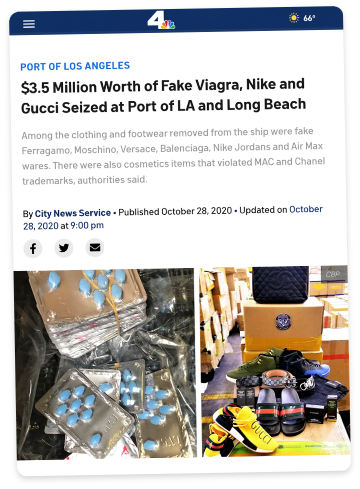 4
66°
PORT OF LOS ANGELES
$3.5 Million Worth of Fake Viagra, Nike and
Gucci Seized at Port of LA and Long Beach
Among the clothing and footwear removed from the ship were fake
Ferragamo, Moschino, Versace, Balenciaga, Nike Jordans and Air Max
wares. There were also cosmetics items that violated MAC and Chanel
trademarks, authorities said.
By City News Service • Published October 28, 2020 • Updated on October
28, 2020 at 9:00 pm
CBP
GUCCI